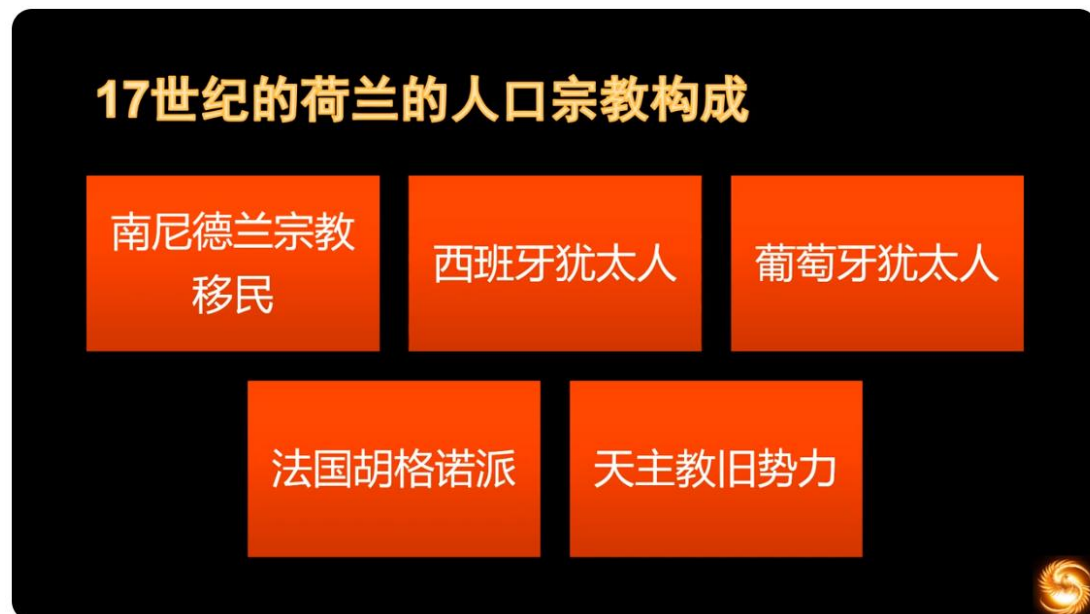 17世纪的荷兰的人口宗教构成
南尼德兰宗教
移民
西班牙犹太人
葡萄牙犹太人
法国胡格诺派
天主教旧势力